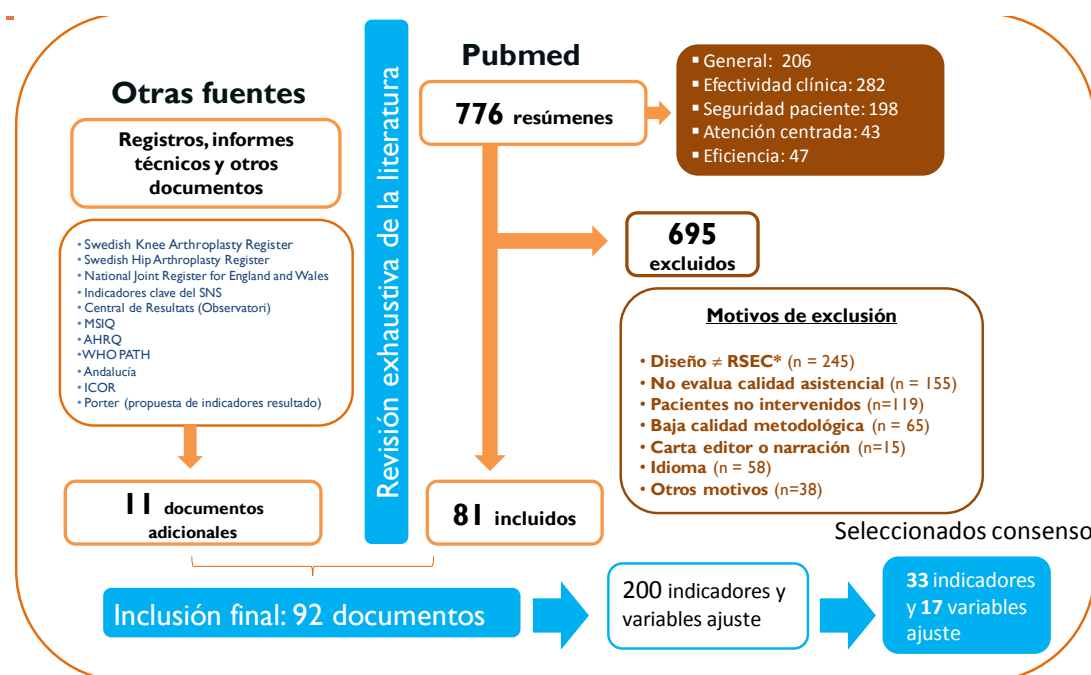 Otras fuentes
Registros, informes
técnicos y otros
documentos
• Swedish Knee Arthroplasty Register
• Swedish Hip Arthroplasty Register
• National Joint Register for England and Wales
• Indicadores clave del SNS
• Central de Resultats (Observatori)
• MSIQ
• AHRQ
• WHO PATH
• Andalucía
• ICOR
• Porter (propuesta de indicadores resultado)
11 documentos
adicionales
Revisión exhaustiva de la literatura
Pubmed
776 resúmenes
▪ General: 206
▪ Efectividad clínica: 282
▪ Seguridad paciente: 198
▪ Atención centrada: 43
▪ Eficiencia: 47
695
excluidos
Motivos de exclusión
• Diseño ≠ RSEC* (n = 245)
• No evalua calidad asistencial (n = 155)
• Pacientes no intervenidos (n=119)
• Baja calidad metodológica (n = 65)
• Carta editor o narración (n=15)
• Idioma (n = 58)
• Otros motivos (n=38)
81 incluidos
Seleccionados consenso
Inclusión final: 92 documentos
200 indicadores y
variables ajuste
33 indicadores
y 17 variables
ajuste